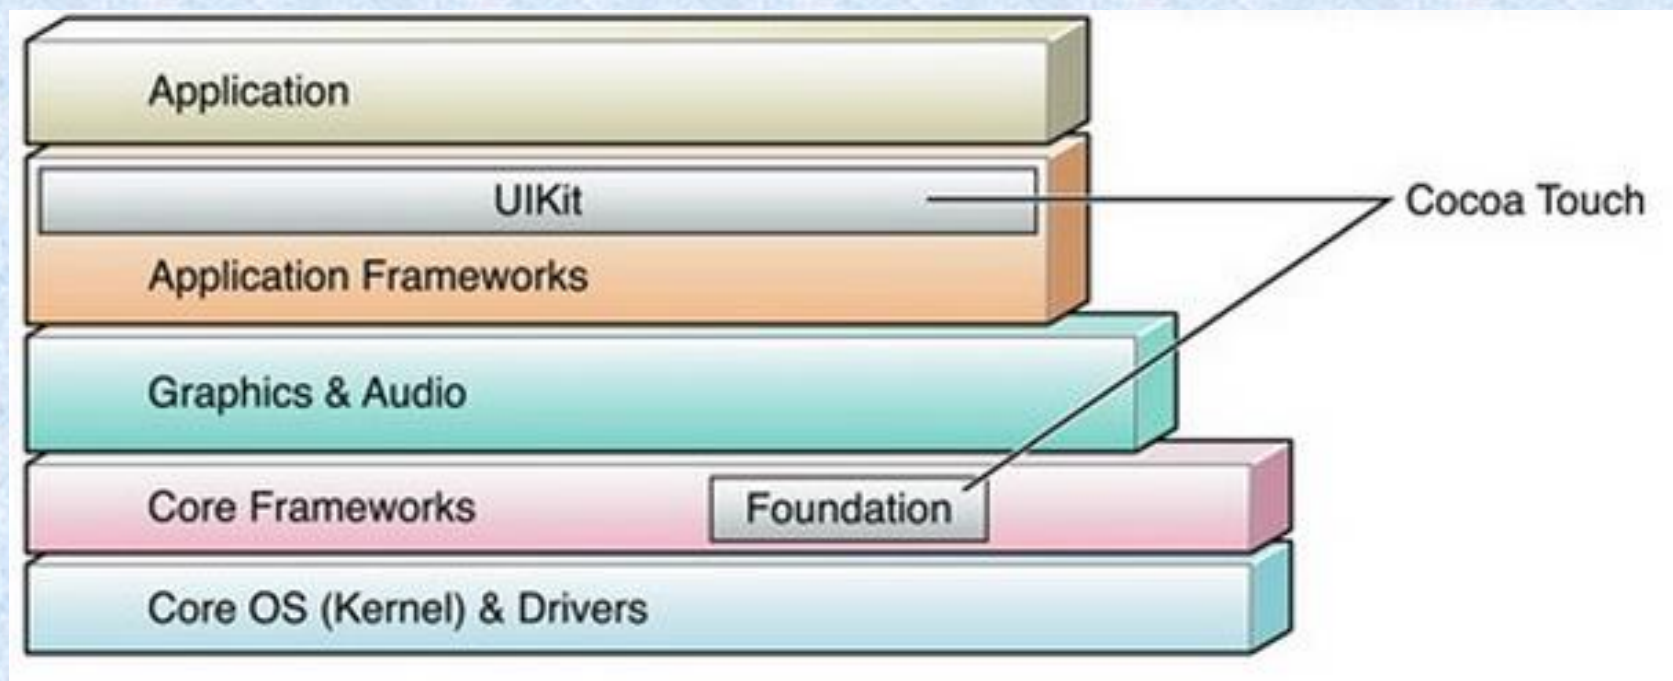 Application
UIKit
Cocoa Touch
Application Frameworks
Graphics & Audio
Core Frameworks
Foundation
Core OS (Kernel) & Drivers